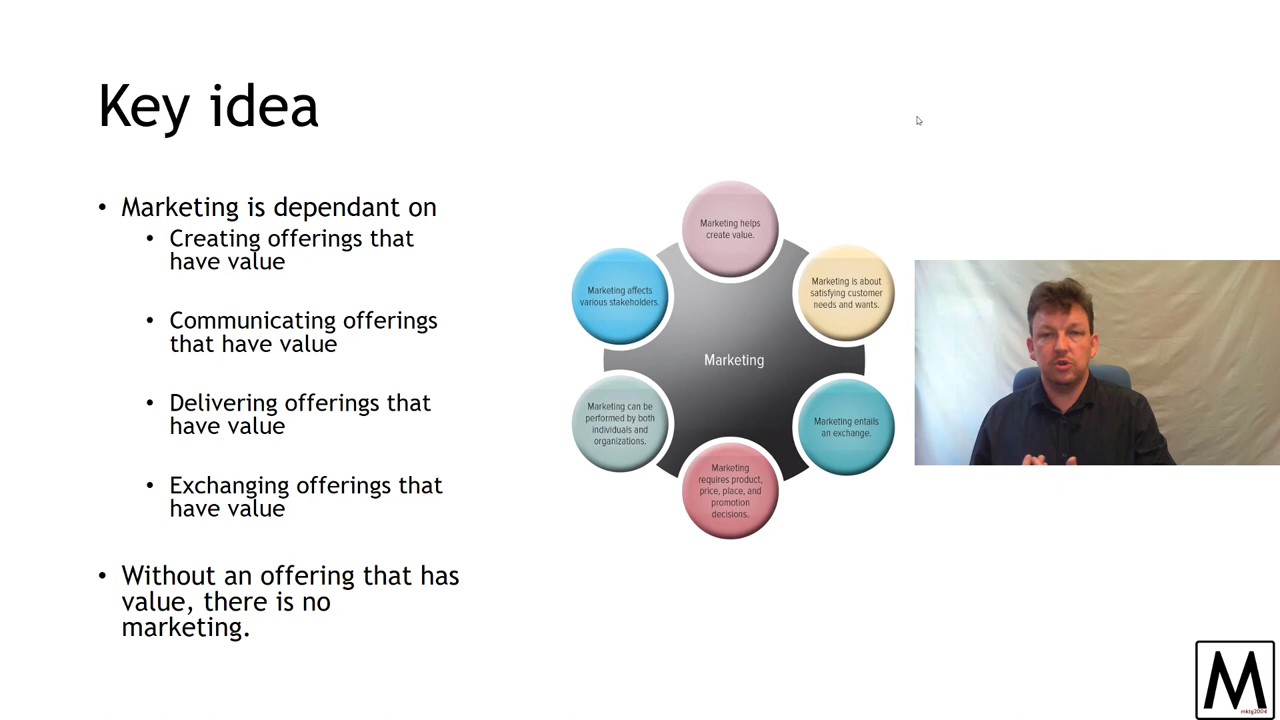 Key idea
• Marketing is dependant on
• Creating offerings that
have value
• Communicating offerings
that have value
• Delivering offerings that
have value
• Exchanging offerings that
have value
• Without an offering that has
value, there is no
marketing.
Marketing helps
create value.
Marketing is about
satisfying customer
needs and wants.
Marketing entails
an exchange.
Marketing
requires product,
price, place, and
promotion
decisions.
Marketing can be
performed by both
individuals and
organizations.
Marketing affects
various stakeholders.
Marketing
M
mktg2004